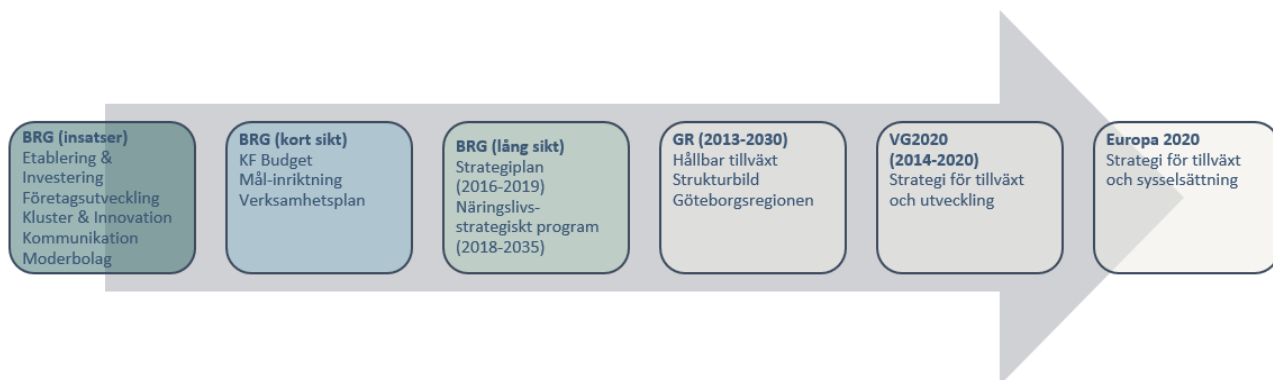 BRG (insatser)
Etablering &
Investering
Företagsutveckling
Kluster & Innovation
Kommunikation
Moderbolag
BRG (kort sikt)
KF Budget
Mål-inriktning
Verksamhetsplan
BRG (lång sikt)
Strategiplan
(2016-2019)
Näringslivs-
strategiskt program
(2018-2035)
GR (2013-2030)
Hållbar tillväxt
Strukturbild
Göteborgsregionen
VG2020
(2014-2020)
Strategi för tillväxt
och utveckling
Europa 2020
Strategi för tillväxt
och sysselsättning